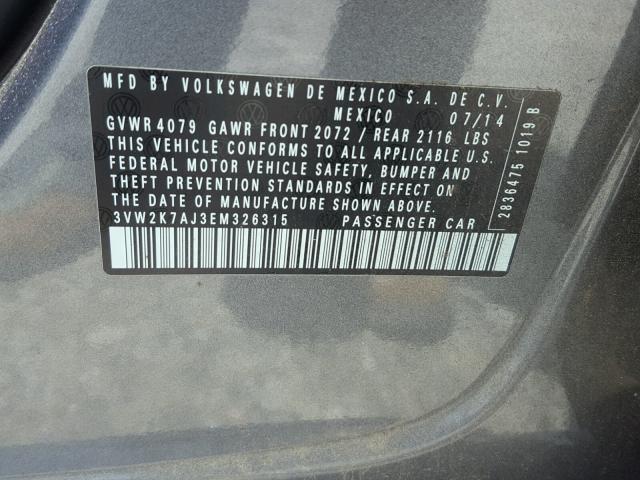 MFD BY VOLKSWAGEN DE MEXICO S.A. DE C.V.
MEXICO 07/14
GVWR 4079 GAWR FRONT 2072 / REAR 2116 LBS
THIS VEHICLE CONFORMS TO ALL APPLICABLE U.S.
FEDERAL MOTOR VEHICLE SAFETY, BUMPER AND
THEFT PREVENTION STANDARDS IN EFFECT ON
THE DATE OF MANUFACTURE SHOWN ABOVE.
3VW2K7AJ3EM326315 PASSENGER CAR
2836475 1019 B